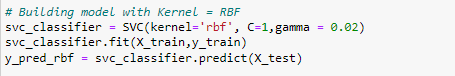 # Building model with Kernel = RBF
svc_classifier = SVC(kernel='rbf', C=1,gamma = 0.02)
svc_classifier.fit(X_train,y_train)
y_pred_rbf = svc_classifier.predict(X_test)